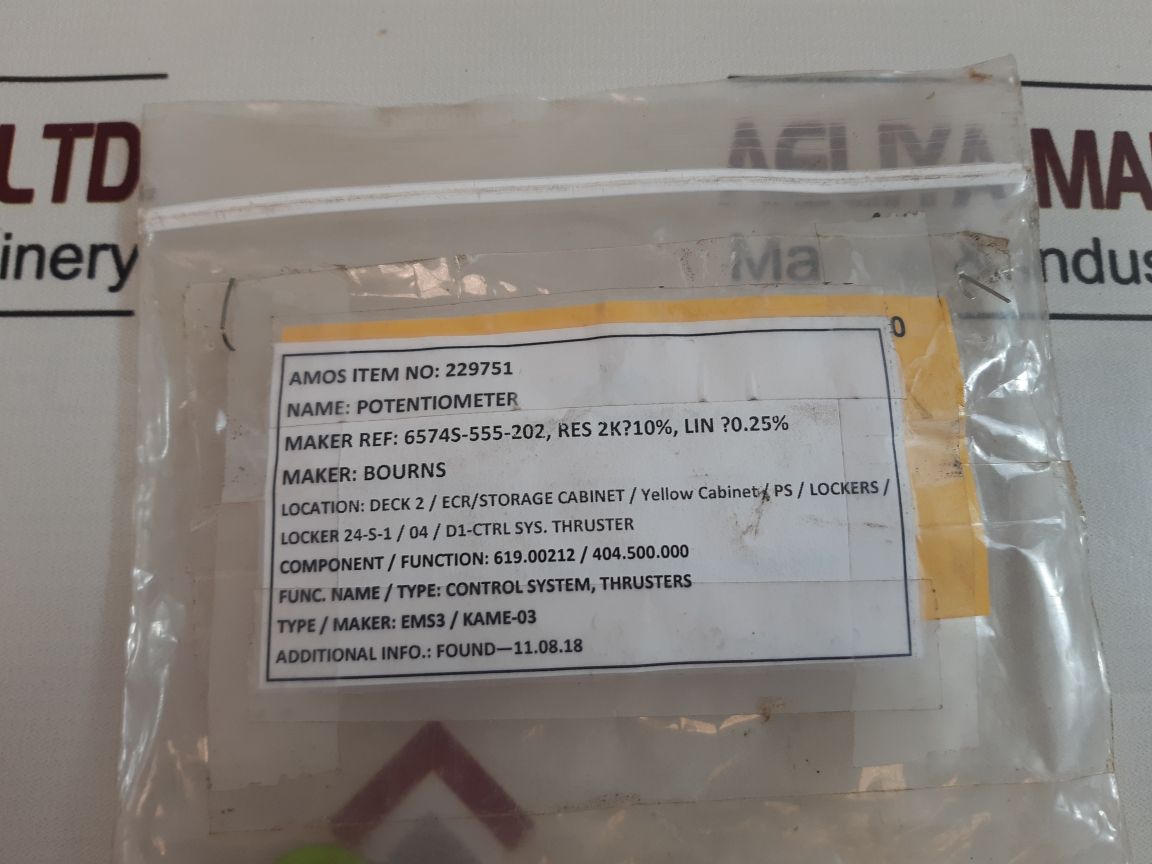 LTD
AELIYA MA
inery
Ma & Indus
0
AMOS ITEM NO: 229751
NAME: POTENTIOMETER
MAKER REF: 6574S-555-202, RES 2K?10%, LIN ?0.25%
MAKER: BOURNS
LOCATION: DECK 2 / ECR/STORAGE CABINET / Yellow Cabinet / PS / LOCKERS /
LOCKER 24-S-1 / 04 / D1-CTRL SYS. THRUSTER
COMPONENT / FUNCTION: 619.00212 / 404.500.000
FUNC. NAME / TYPE: CONTROL SYSTEM, THRUSTERS
TYPE / MAKER: EMS3 / KAME-03
ADDITIONAL INFO.: FOUND—11.08.18